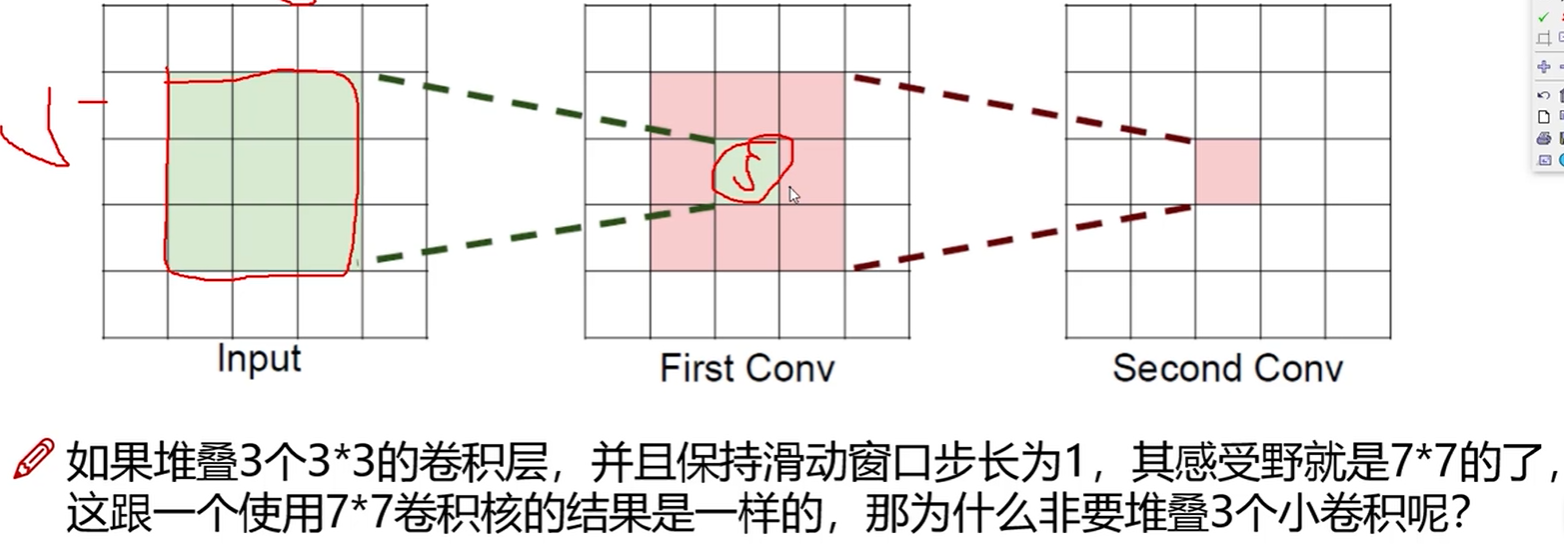 Input
First Conv
Second Conv
如果堆叠3个3*3的卷积层，并且保持滑动窗口步长为1，其感受野就是7*7的了，
这跟一个使用7*7卷积核的结果是一样的，那为什么非要堆叠3个小卷积呢？